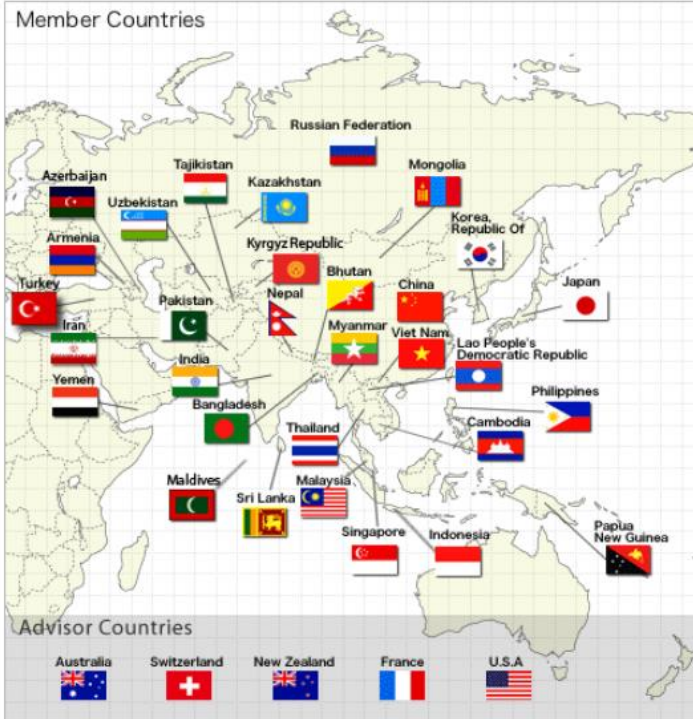 Member Countries
Russian Federation
Tajikistan
Mongolia
Azerbaijan
Kazakhstan
Uzbekistan
Korea,
Republic Of
Armenia
Kyrgyz Republic
Bhutan
China
Japan
Turkey
Nepal
Pakistan
Iran
Myanmar
Viet Nam
Lao People's
Democratic Republic
India
Yemen
Philippines
Bangladesh
Thailand
Cambodia
Maldives
Malaysia
Sri Lanka
Singapore
Indonesia
Papua
New Guinea
Advisor Countries
Australia
Switzerland
New Zealand
France
U.S.A